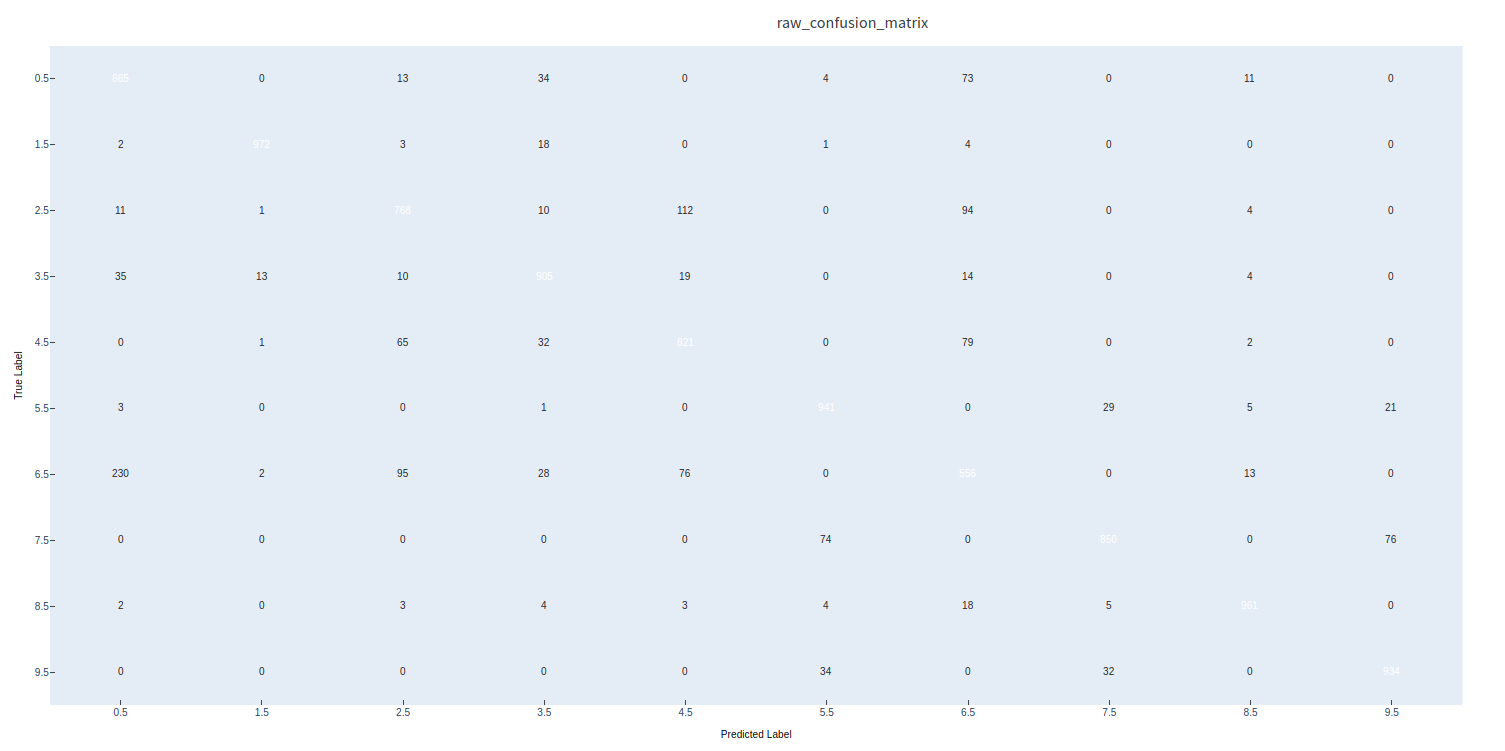 raw_confusion_matrix
0.5 865 0 13 34 0 4 73 0 11 0
1.5 2 972 3 18 0 1 4 0 0 0
2.5 11 1 768 10 112 0 94 0 4 0
3.5 35 13 10 905 19 0 14 0 4 0
4.5 0 1 65 32 821 0 79 0 2 0
5.5 3 0 0 1 0 941 0 29 5 21
6.5 230 2 95 28 76 0 556 0 13 0
7.5 0 0 0 0 0 74 0 850 0 76
8.5 2 0 3 4 3 4 18 5 961 0
9.5 0 0 0 0 0 34 0 32 0 934
0.5 1.5 2.5 3.5 4.5 5.5 6.5 7.5 8.5 9.5
True Label
Predicted Label